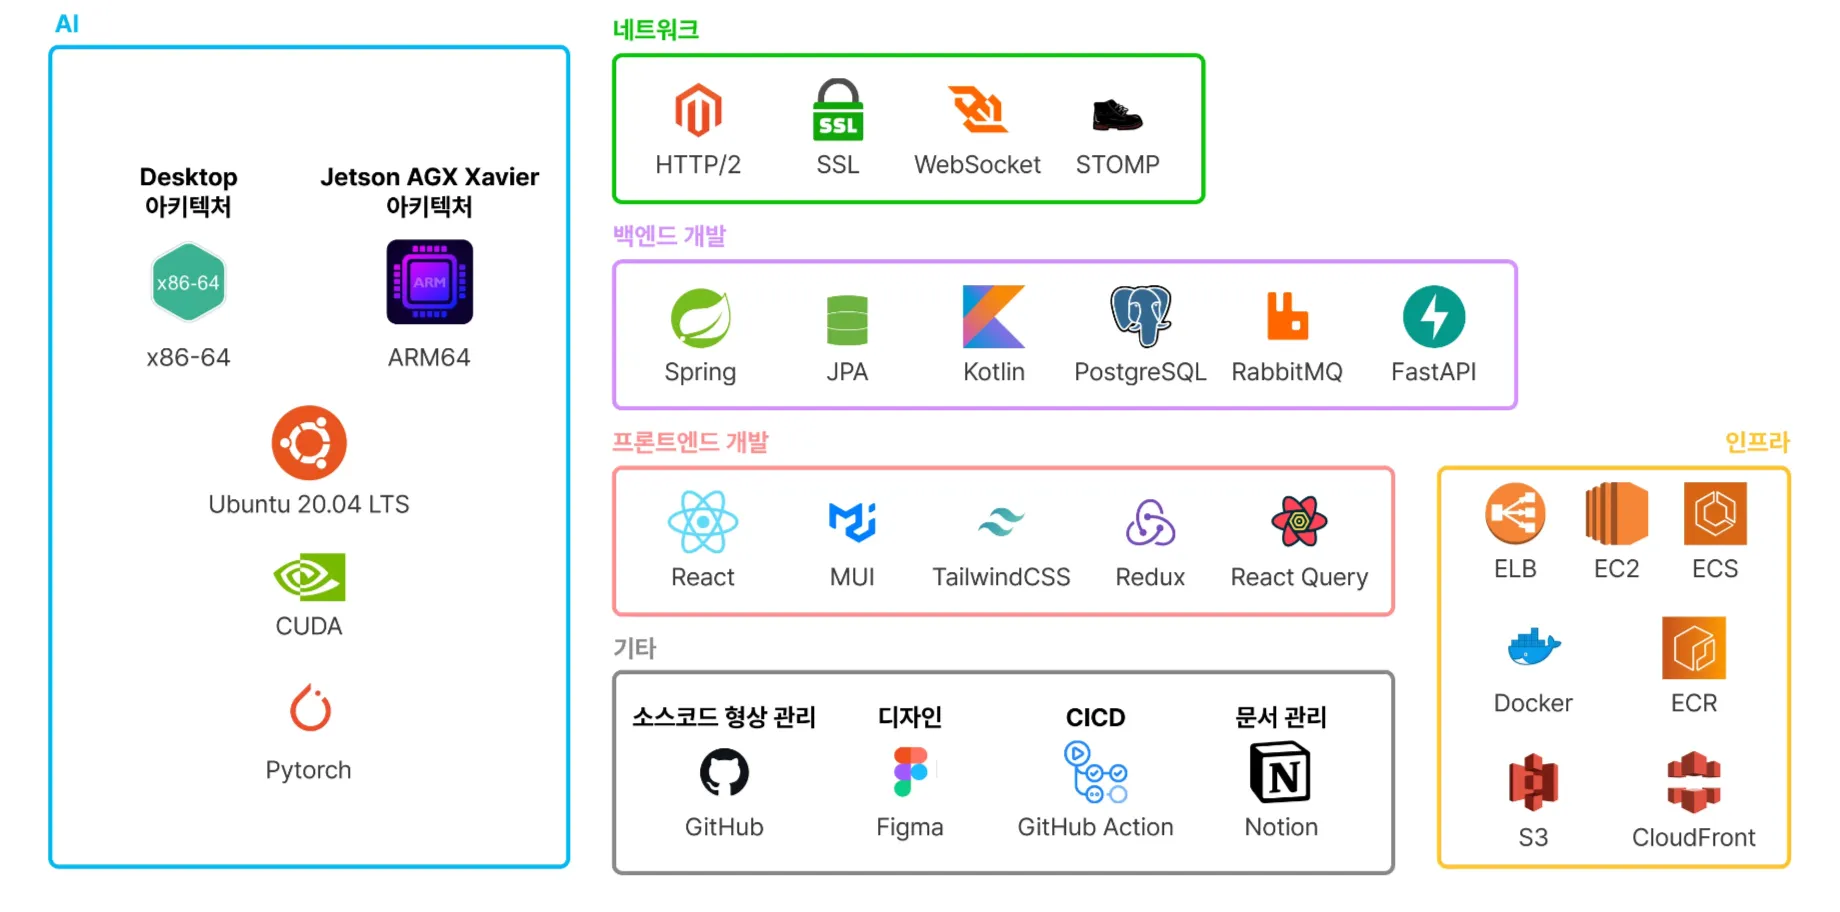 AI
Desktop
아키텍처
Jetson AGX Xavier
아키텍처
x86-64
ARM
x86-64
ARM64
Ubuntu 20.04 LTS
CUDA
Pytorch
네트워크
SSL
HTTP/2
SSL
WebSocket
STOMP
백엔드 개발
Spring
JPA
Kotlin
PostgreSQL
RabbitMQ
FastAPI
프론트엔드 개발
React
MUI
TailwindCSS
Redux
React Query
기타
소스코드 형상 관리
디자인
CICD
문서 관리
GitHub
Figma
GitHub Action
Notion
인프라
ELB
EC2
ECS
Docker
ECR
S3
CloudFront